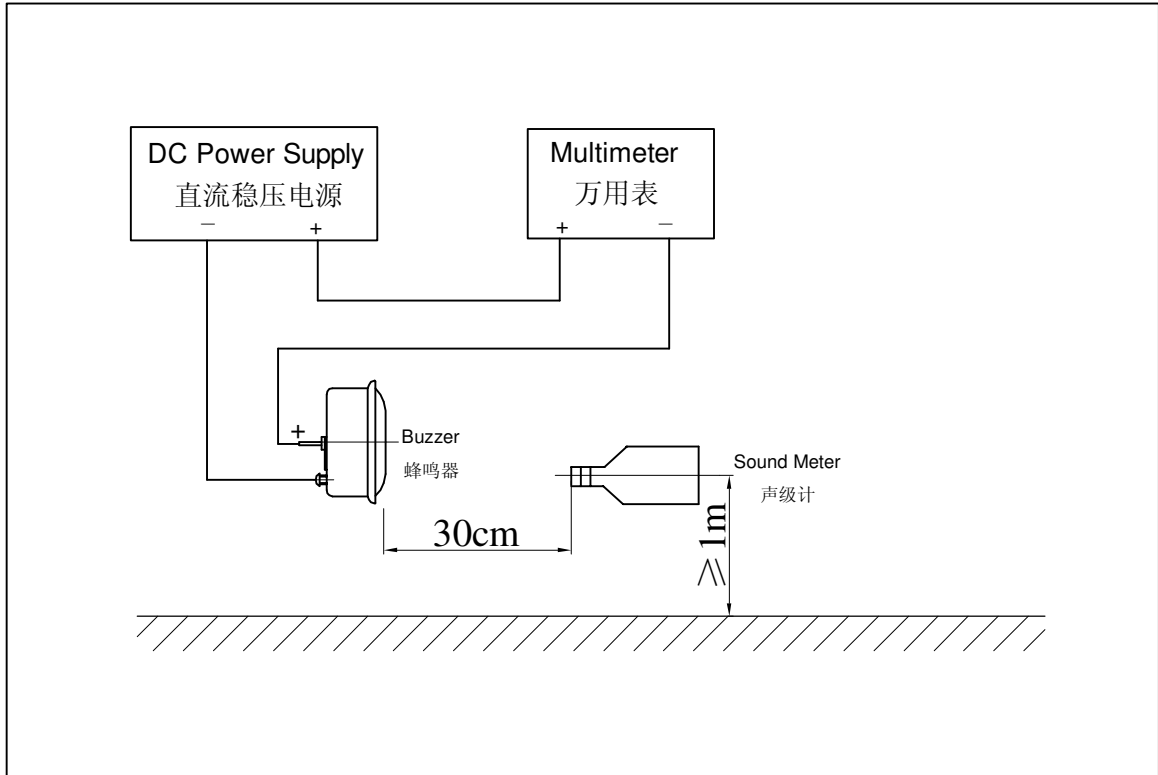 DC Power Supply
直流稳压电源
— +
Multimeter
万用表
+ —
+
Buzzer
蜂鸣器
Sound Meter
声级计
30cm
≥1m